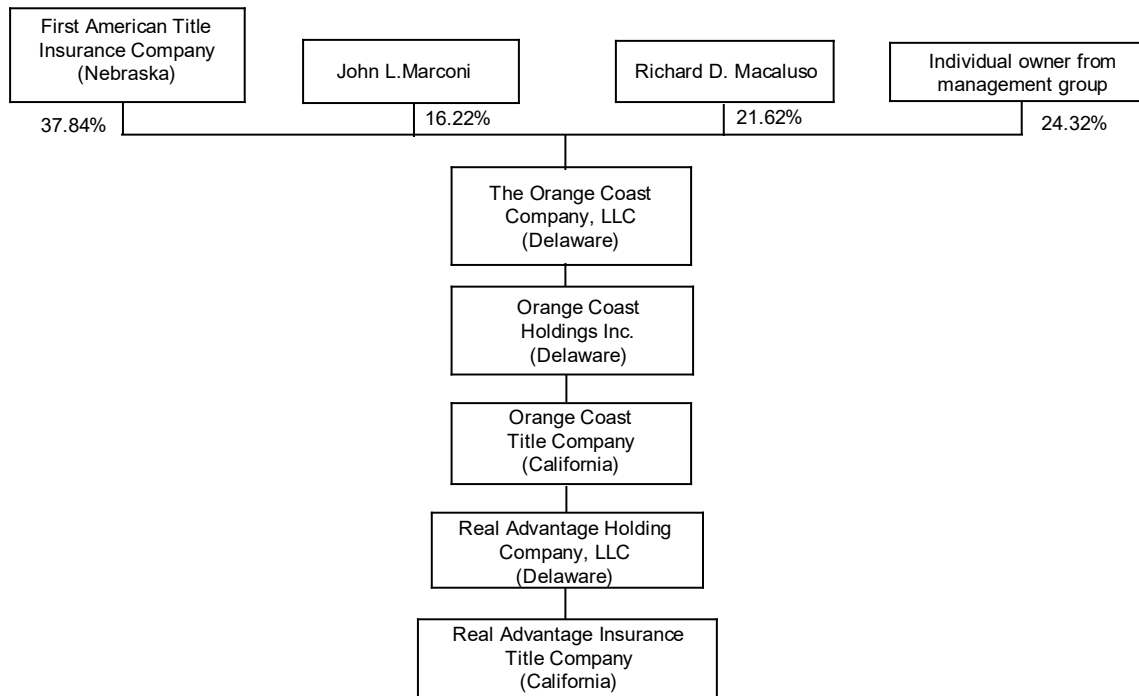 First American Title
Insurance Company
(Nebraska)
John L.Marconi
Richard D. Macaluso
Individual owner from
management group
37.84%
16.22%
21.62%
24.32%
The Orange Coast
Company, LLC
(Delaware)
Orange Coast
Holdings Inc.
(Delaware)
Orange Coast
Title Company
(California)
Real Advantage Holding
Company, LLC
(Delaware)
Real Advantage Insurance
Title Company
(California)